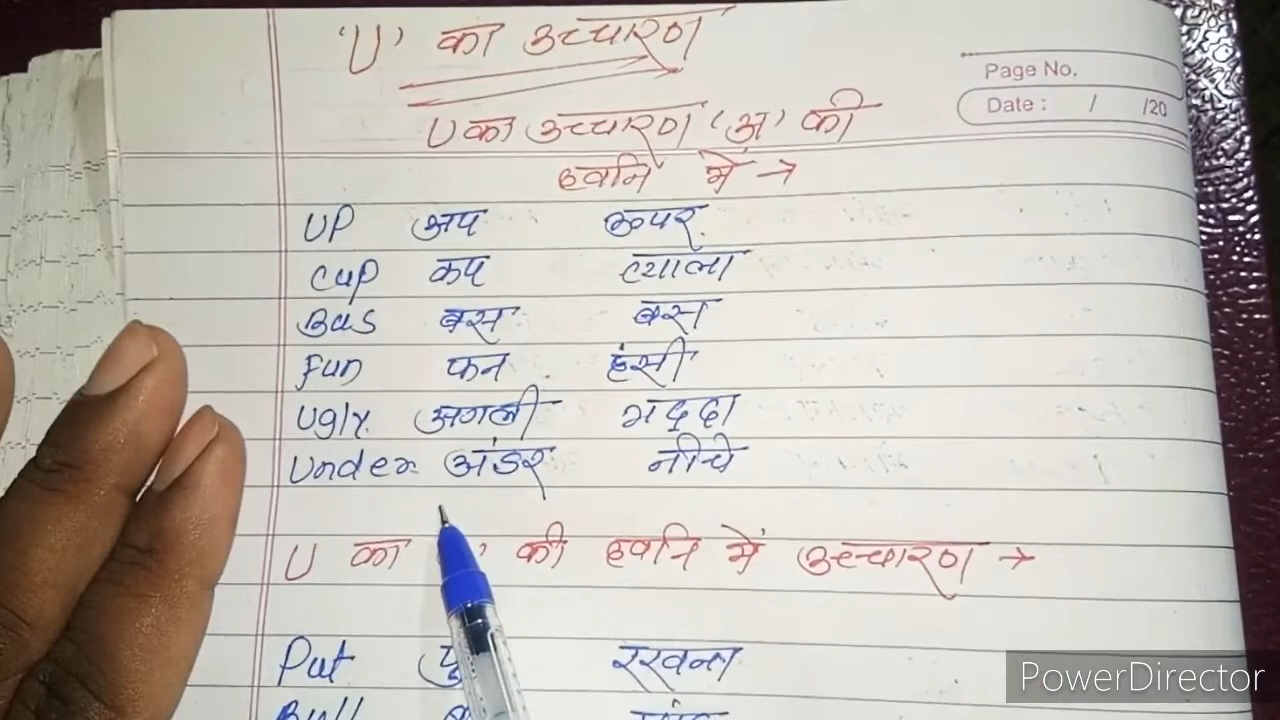 'U' का उच्चारण
Page No.
Date : / /20
U का उच्चारण 'अ' की
ध्वनि में →
UP अप ऊपर
Cup कप प्याला
Bus बस बस
Fun फन हंसी
Ugly अगली भद्दा
Under अंडर नीचे
U का ' की ध्वनि में उच्चारण →
Put रखना
Bull
PowerDirector